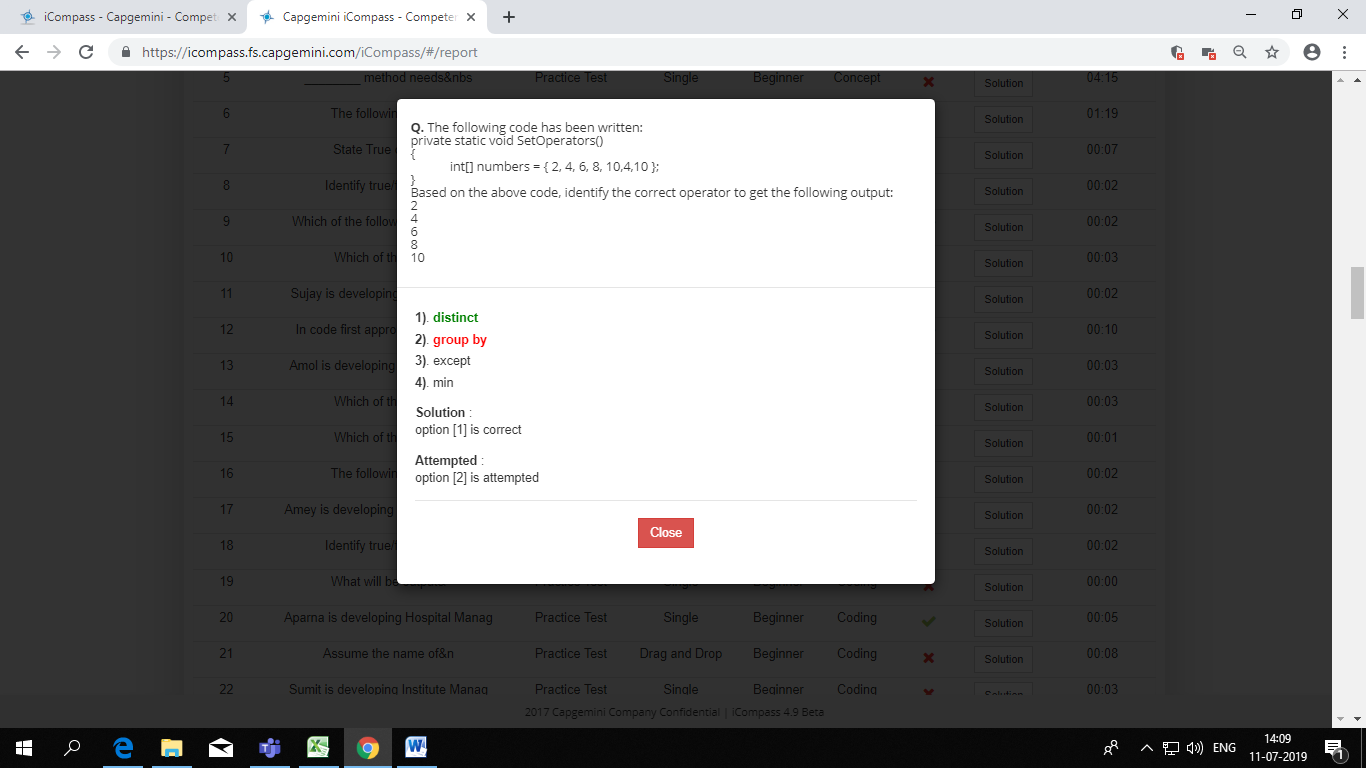 iCompass - Capgemini - Compet
Capgemini iCompass - Competen
https://icompass.fs.capgemini.com/iCompass/#/report
5 ________ method needs&nbs Practice Test Single Beginner Concept Solution 04:15
6 The followin Solution 01:19
7 State True Solution 00:07
8 Identify true/ Solution 00:02
9 Which of the follow Solution 00:02
10 Which of th Solution 00:03
11 Sujay is developing Solution 00:02
12 In code first appro Solution 00:10
13 Amol is developing Solution 00:03
14 Which of th Solution 00:03
15 Which of th Solution 00:01
16 The followin Solution 00:02
17 Amey is developing Solution 00:02
18 Identify true/ Solution 00:02
19 What will be Solution 00:00
20 Aparna is developing Hospital Manag Practice Test Single Beginner Coding Solution 00:05
21 Assume the name of&n Practice Test Drag and Drop Beginner Coding Solution 00:08
22 Sumit is developing Institute Manag Practice Test Single Beginner Coding Solution 00:03
2017 Capgemini Company Confidential | iCompass 4.9 Beta
Q. The following code has been written:
private static void SetOperators()
{
int[] numbers = { 2, 4, 6, 8, 10,4,10 };
}
Based on the above code, identify the correct operator to get the following output:
2
4
6
8
10
1). distinct
2). group by
3). except
4). min
Solution :
option [1] is correct
Attempted :
option [2] is attempted
Close
ENG
14:09
11-07-2019
1